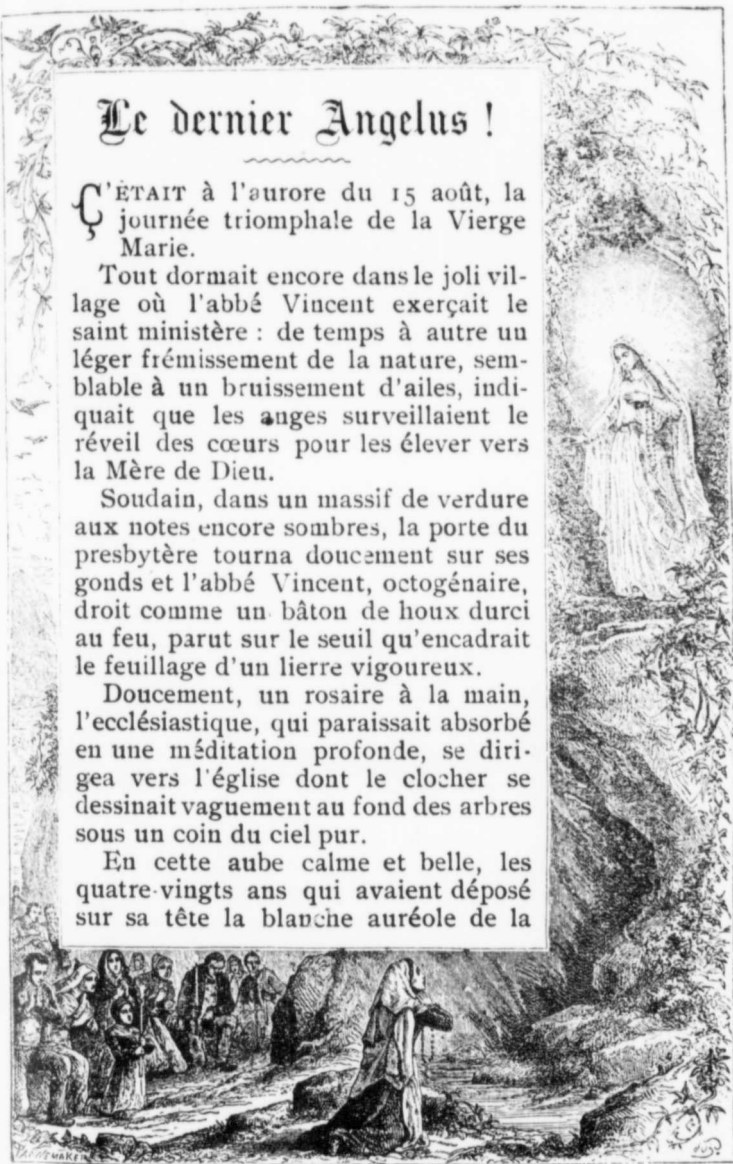 Le dernier Angelus !
Ç'ÉTAIT à l'aurore du 15 août, la
journée triomphale de la Vierge
Marie.
Tout dormait encore dans le joli vil-
lage où l'abbé Vincent exerçait le
saint ministère : de temps à autre un
léger frémissement de la nature, sem-
blable à un bruissement d'ailes, indi-
quait que les anges surveillaient le
réveil des cœurs pour les élever vers
la Mère de Dieu.
Soudain, dans un massif de verdure
aux notes encore sombres, la porte du
presbytère tourna doucement sur ses
gonds et l'abbé Vincent, octogénaire,
droit comme un bâton de houx durci
au feu, parut sur le seuil qu'encadrait
le feuillage d'un lierre vigoureux.
Doucement, un rosaire à la main,
l'ecclésiastique, qui paraissait absorbé
en une méditation profonde, se diri-
gea vers l'église dont le clocher se
dessinait vaguement au fond des arbres
sous un coin du ciel pur.
En cette aube calme et belle, les
quatre-vingts ans qui avaient déposé
sur sa tête la blanche auréole de la